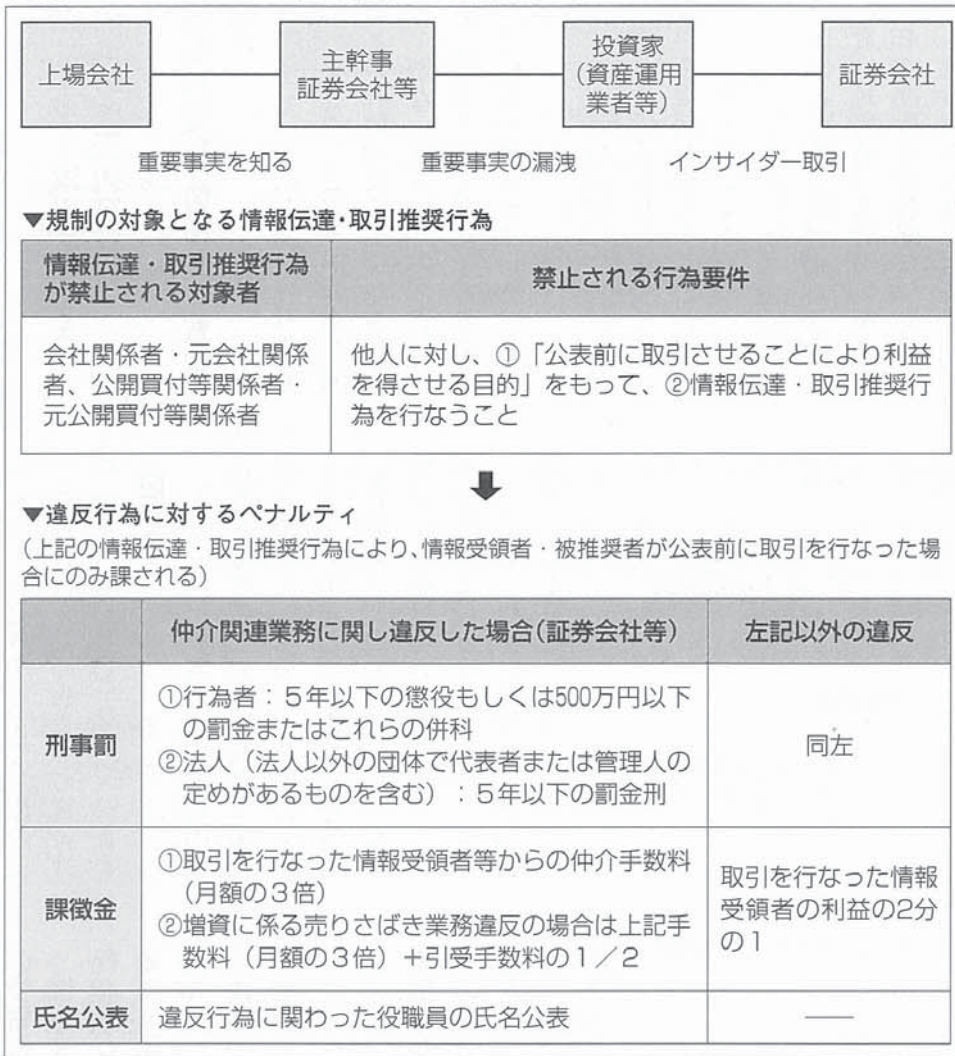 上場会社
主幹事
証券会社等
投資家
（資産運用
業者等）
証券会社
重要事実を知る
重要事実の漏洩
インサイダー取引
▼規制の対象となる情報伝達・取引推奨行為
情報伝達・取引推奨行為
が禁止される対象者
禁止される行為要件
会社関係者・元会社関係
者、公開買付等関係者・
元公開買付等関係者
他人に対し、①「公表前に取引させることにより利益
を得させる目的」をもって、②情報伝達・取引推奨行
為を行なうこと
▼違反行為に対するペナルティ
（上記の情報伝達・取引推奨行為により、情報受領者・被推奨者が公表前に取引を行なった場
合にのみ課される）
仲介関連業務に関し違反した場合（証券会社等）
左記以外の違反
刑事罰
①行為者：５年以下の懲役もしくは500万円以下
の罰金またはこれらの併科
②法人（法人以外の団体で代表者または管理人の
定めがあるものを含む）：５年以下の罰金刑
同左
課徴金
①取引を行なった情報受領者等からの仲介手数料
（月額の３倍）
②増資に係る売りさばき業務違反の場合は上記手
数料（月額の３倍）＋引受手数料の１／２
取引を行なった情報
受領者の利益の2分
の１
氏名公表
違反行為に関わった役職員の氏名公表
――